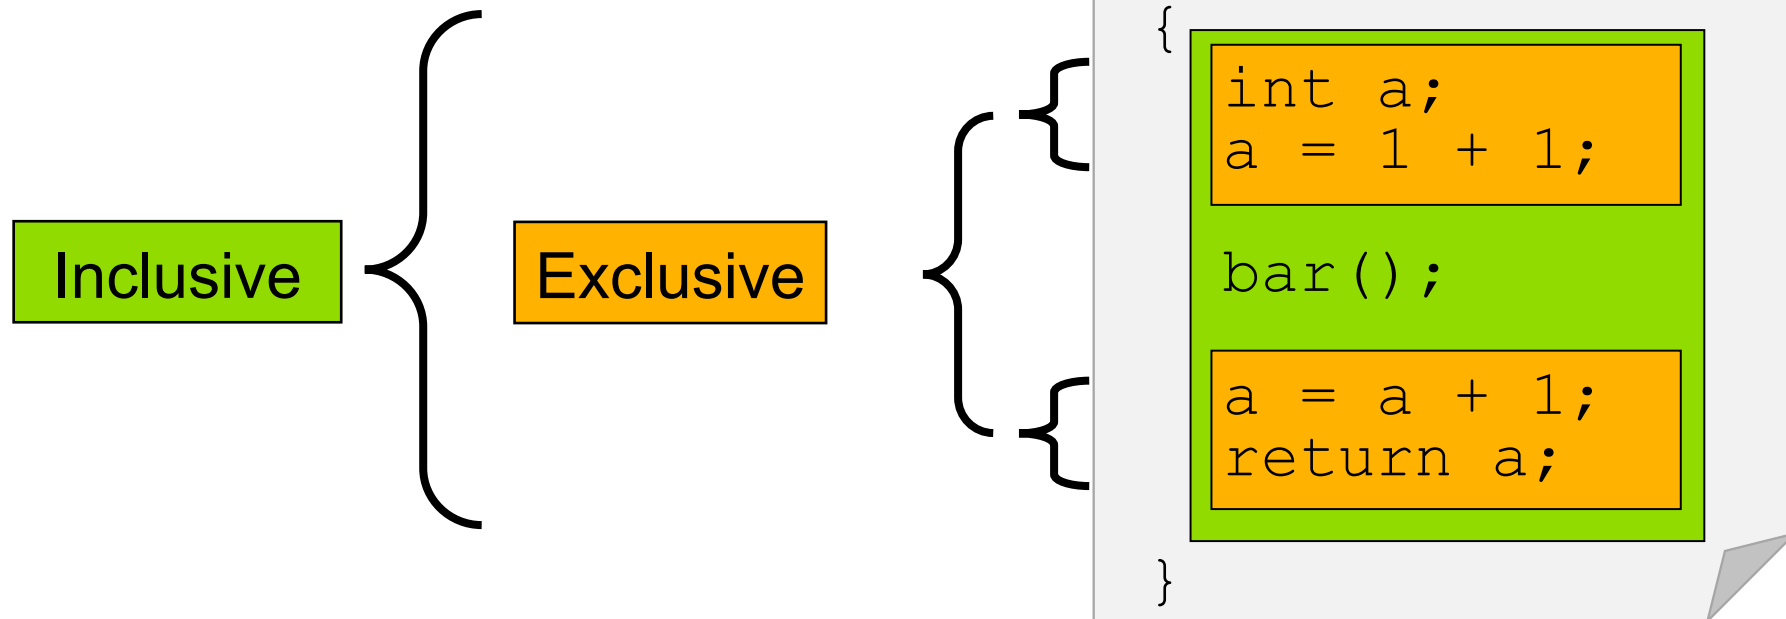 Inclusive
Exclusive
{
int a;
a = 1 + 1;
bar();
a = a + 1;
return a;
}